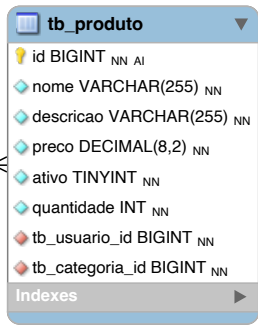 tb_produto
id BIGINT NN AI
nome VARCHAR(255) NN
descricao VARCHAR(255) NN
preco DECIMAL(8,2) NN
ativo TINYINT NN
quantidade INT NN
tb_usuario_id BIGINT NN
tb_categoria_id BIGINT NN
Indexes